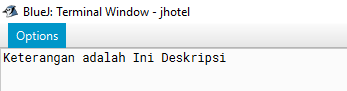 BlueJ: Terminal Window - jhotel
Options
Keterangan adalah Ini Deskripsi